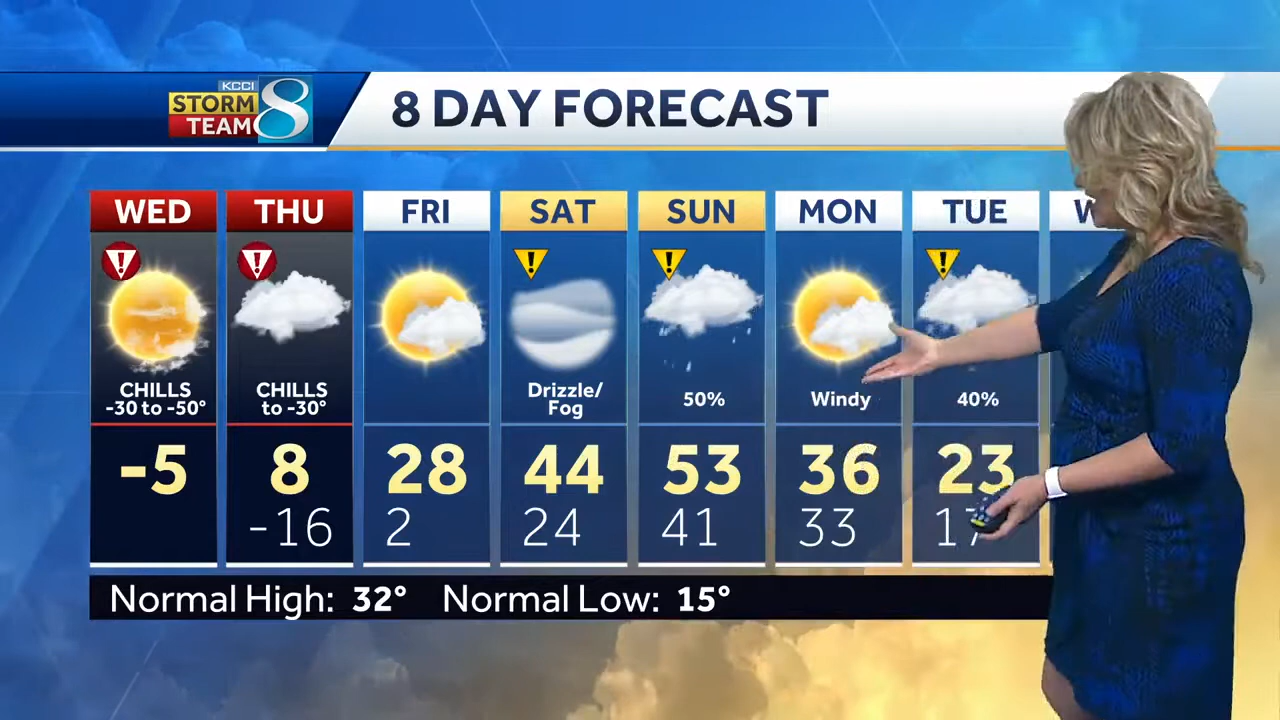 KCCI
STORM
TEAM 8
8 DAY FORECAST
WED THU FRI SAT SUN MON TUE
CHILLS
-30 to -50°
CHILLS
to -30°
Drizzle/
Fog
50%
Windy
40%
-5 8 28 44 53 36 23
-16 2 24 41 33 17
Normal High: 32° Normal Low: 15°